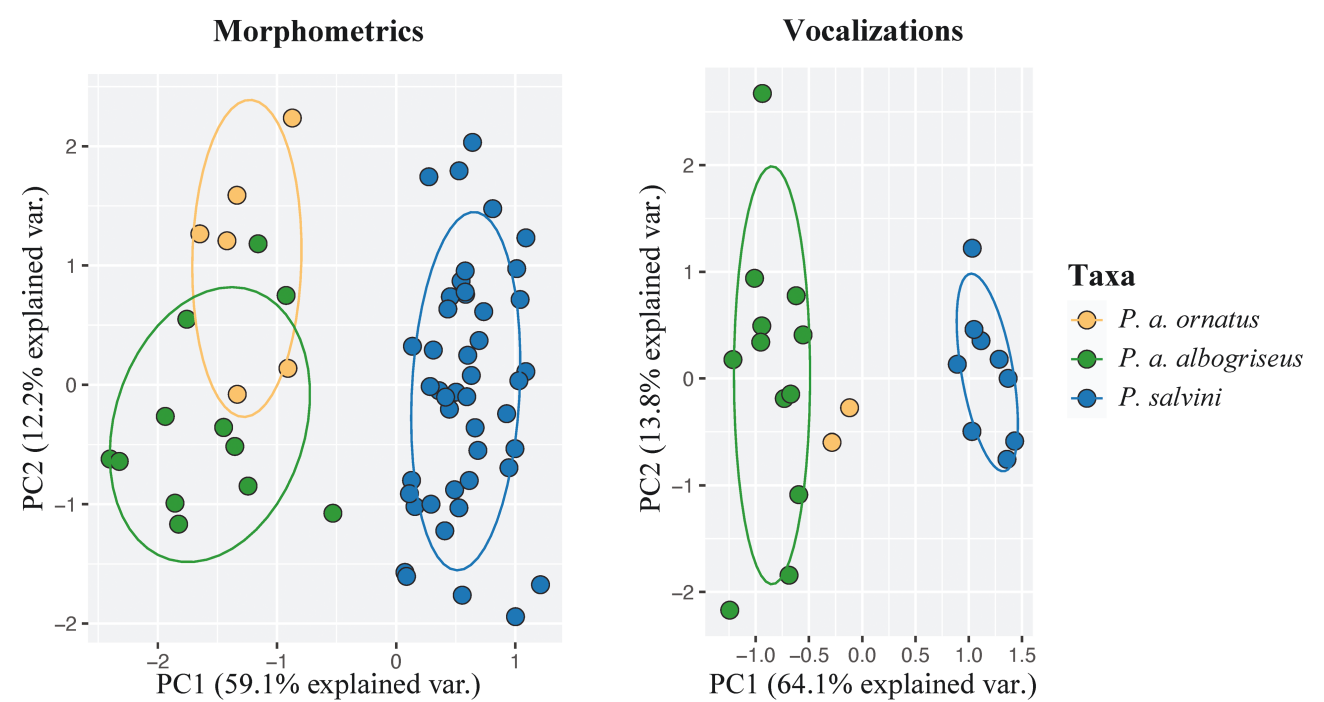 Morphometrics
PC2 (12.2% explained var.)
2
1
0
−1
−2
−2
−1
0
1
PC1 (59.1% explained var.)
Vocalizations
PC2 (13.8% explained var.)
2
1
0
−1
−2
−1.0
−0.5
0.0
0.5
1.0
1.5
PC1 (64.1% explained var.)
Taxa
P. a. ornatus
P. a. albogriseus
P. salvini